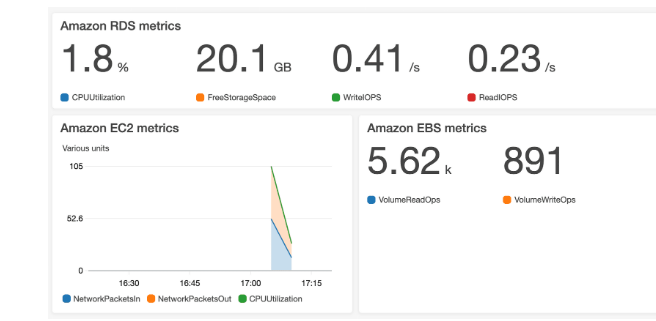 Amazon RDS metrics
1.8 % 20.1 GB 0.41 /s 0.23 /s
CPUUtilization FreeStorageSpace WriteIOPS ReadIOPS
Amazon EC2 metrics
Various units
105
52.6
0
16:30 16:45 17:00 17:15
NetworkPacketsIn NetworkPacketsOut CPUUtilization
Amazon EBS metrics
5.62 k 891
VolumeReadOps VolumeWriteOps